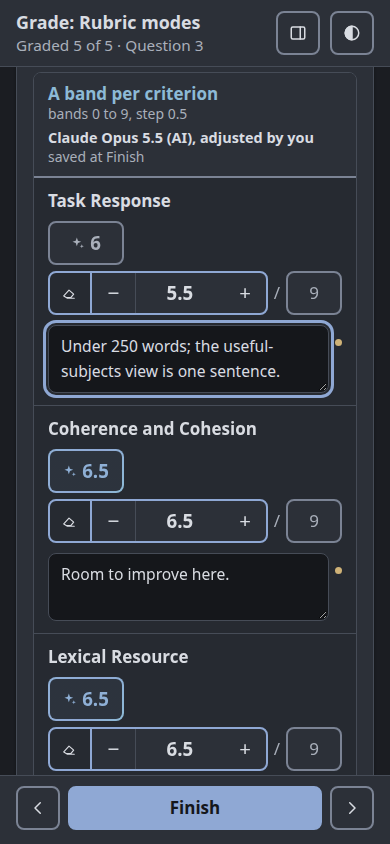 Grade: Rubric modes
Graded 5 of 5 · Question 3
A band per criterion
bands 0 to 9, step 0.5
Claude Opus 5.5 (AI), adjusted by you
saved at Finish
Task Response
6
− 5.5 + / 9
Under 250 words; the useful-
subjects view is one sentence.
Coherence and Cohesion
6.5
− 6.5 + / 9
Room to improve here.
Lexical Resource
6.5
− 6.5 + / 9
Finish